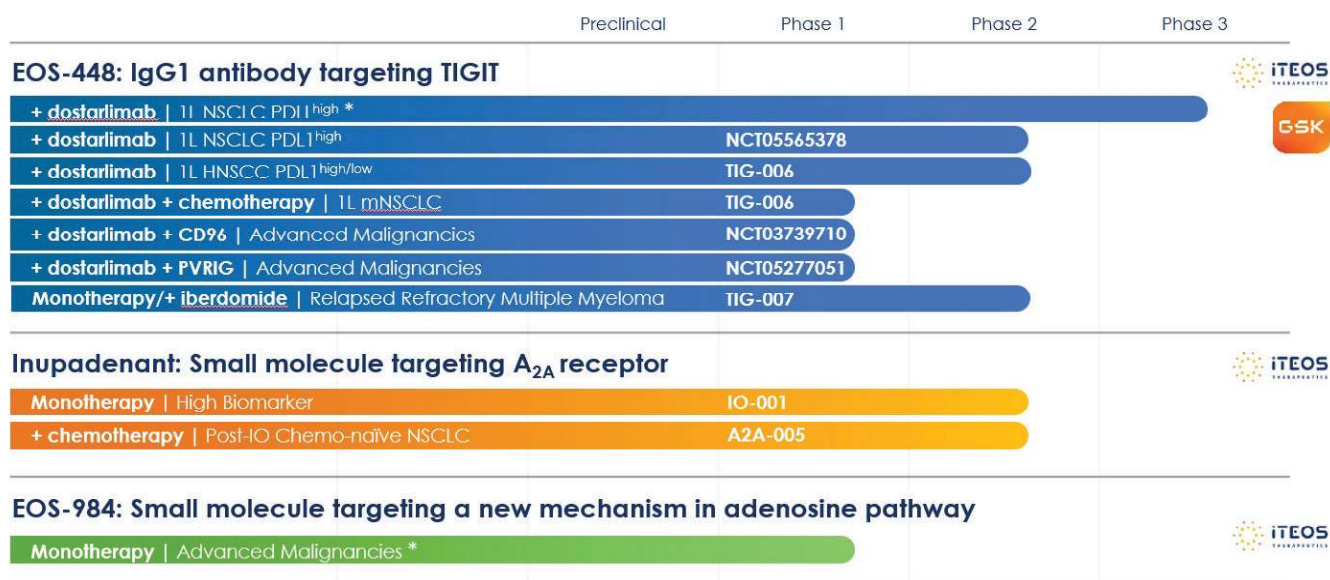 Preclinical Phase 1 Phase 2 Phase 3
EOS-448: IgG1 antibody targeting TIGIT
iTEOS
THERAPEUTICS
+ dostarlimab | 1L NSCLC PDL1high *
GSK
+ dostarlimab | 1L NSCLC PDL1high NCT05565378
+ dostarlimab | 1L HNSCC PDL1high/low TIG-006
+ dostarlimab + chemotherapy | 1L mNSCLC TIG-006
+ dostarlimab + CD96 | Advanced Malignancies NCT03739710
+ dostarlimab + PVRIG | Advanced Malignancies NCT05277051
Monotherapy/+ iberdomide | Relapsed Refractory Multiple Myeloma TIG-007
Inupadenant: Small molecule targeting A2A receptor
iTEOS
THERAPEUTICS
Monotherapy | High Biomarker IO-001
+ chemotherapy | Post-IO Chemo-naïve NSCLC A2A-005
EOS-984: Small molecule targeting a new mechanism in adenosine pathway
iTEOS
THERAPEUTICS
Monotherapy | Advanced Malignancies *